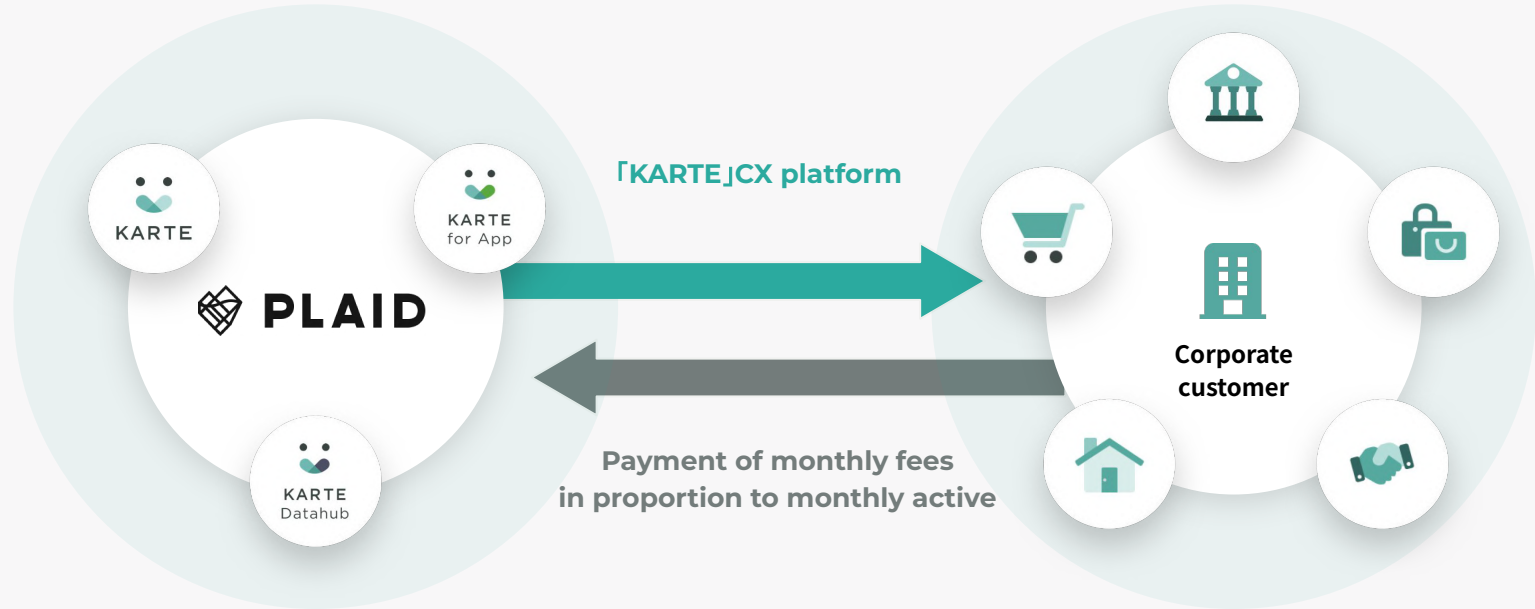 KARTE
KARTE
for App
PLAID
KARTE
Datahub
｢KARTE｣CX platform
Payment of monthly fees
in proportion to monthly active
Corporate
customer